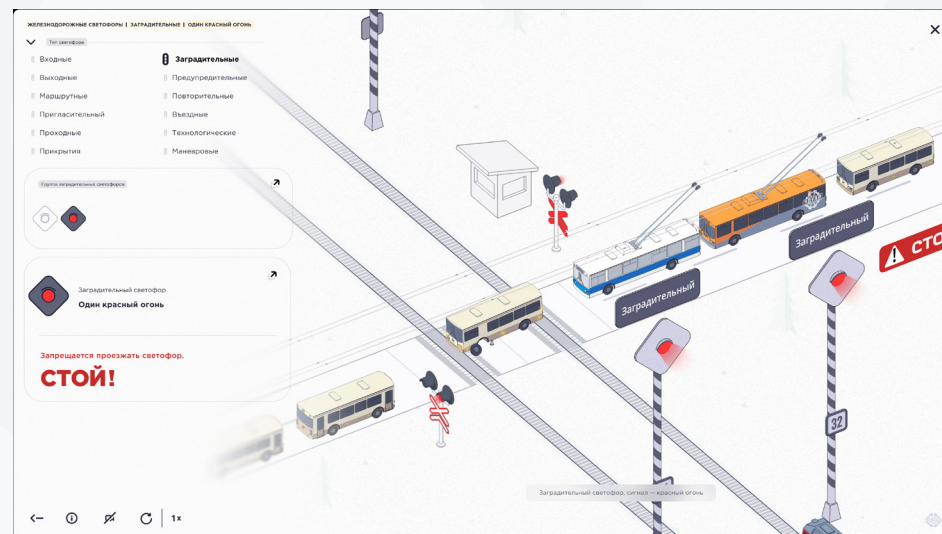 ЖЕЛЕЗНОДОРОЖНЫЕ СВЕТОФОРЫ | ЗАГРАДИТЕЛЬНЫЕ | ОДИН КРАСНЫЙ ОГОНЬ
Тип светофора
Входные
Заградительные
Выходные
Предупредительные
Маршрутные
Повторительные
Пригласительный
Въездные
Проходные
Технологические
Прикрытия
Маневровые
Группа заградительных светофоров
Заградительный светофор
Один красный огонь
Запрещается проезжать светофор.
СТОЙ!
Заградительный
Заградительный
СТО
32
Заградительный светофор, сигнал — красный огонь
1x